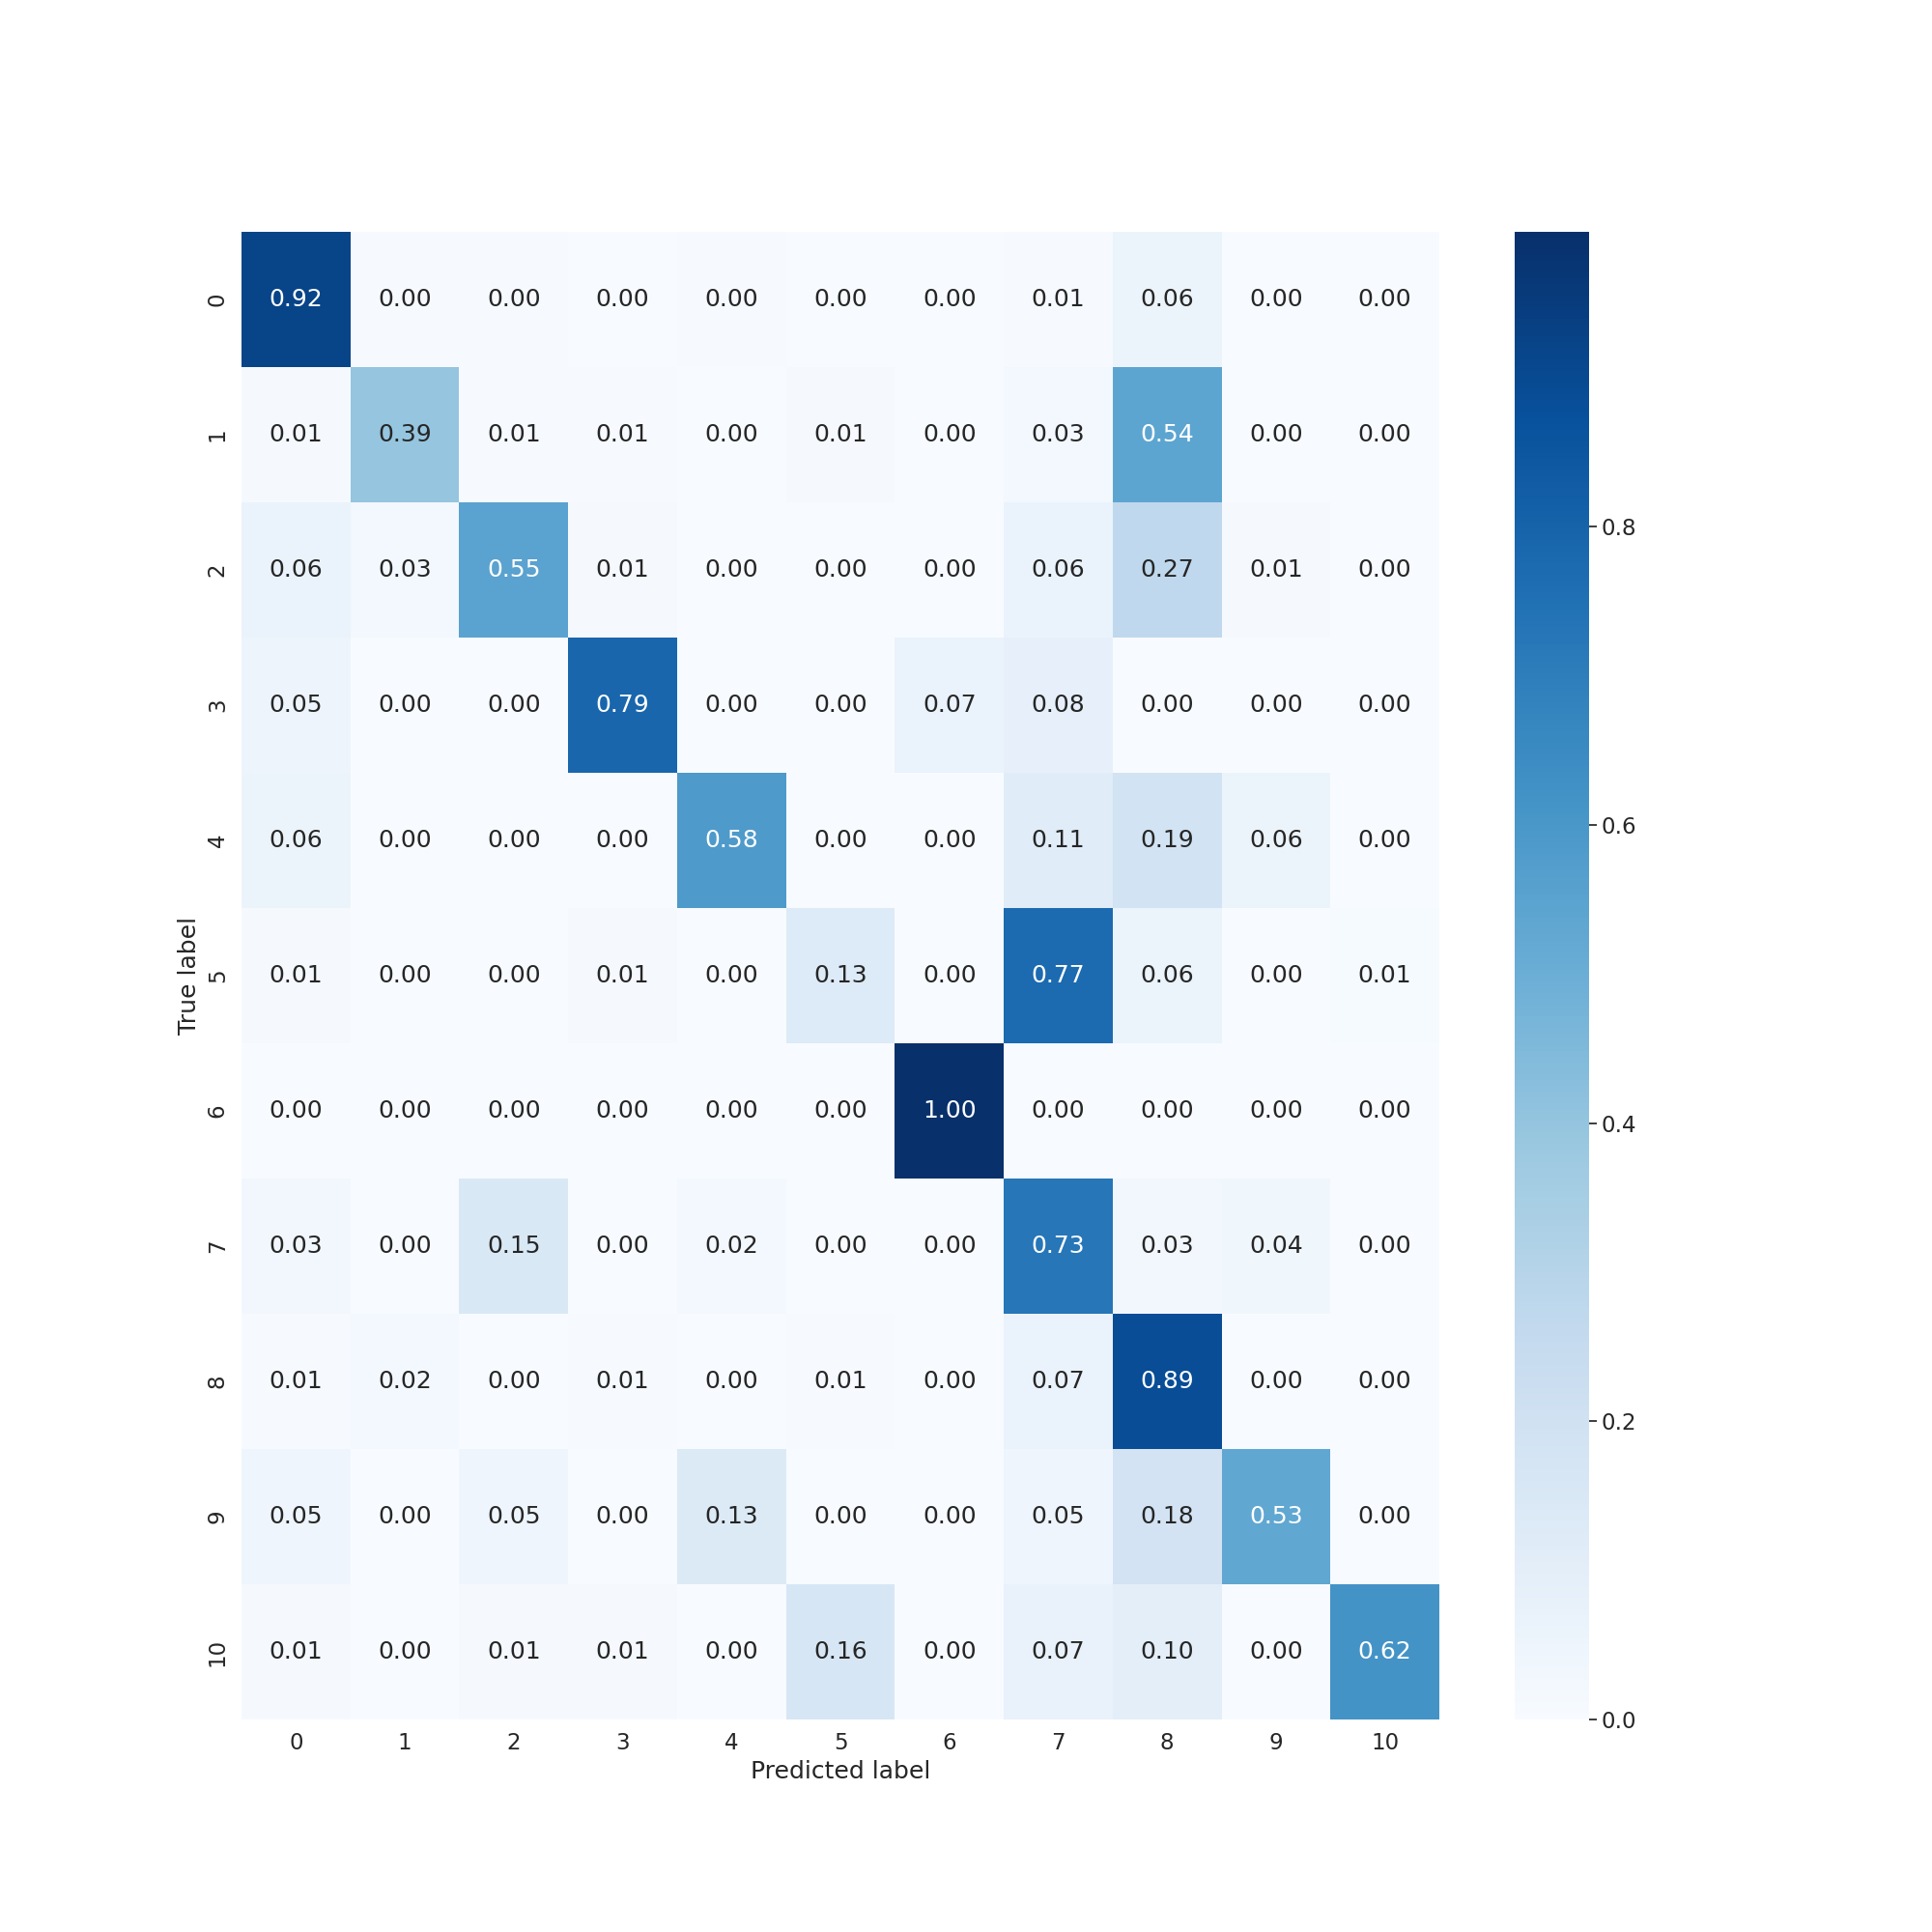 0 0.92 0.00 0.00 0.00 0.00 0.00 0.00 0.01 0.06 0.00 0.00
1 0.01 0.39 0.01 0.01 0.00 0.01 0.00 0.03 0.54 0.00 0.00
2 0.06 0.03 0.55 0.01 0.00 0.00 0.00 0.06 0.27 0.01 0.00
3 0.05 0.00 0.00 0.79 0.00 0.00 0.07 0.08 0.00 0.00 0.00
4 0.06 0.00 0.00 0.00 0.58 0.00 0.00 0.11 0.19 0.06 0.00
5 0.01 0.00 0.00 0.01 0.00 0.13 0.00 0.77 0.06 0.00 0.01
6 0.00 0.00 0.00 0.00 0.00 0.00 1.00 0.00 0.00 0.00 0.00
7 0.03 0.00 0.15 0.00 0.02 0.00 0.00 0.73 0.03 0.04 0.00
8 0.01 0.02 0.00 0.01 0.00 0.01 0.00 0.07 0.89 0.00 0.00
9 0.05 0.00 0.05 0.00 0.13 0.00 0.00 0.05 0.18 0.53 0.00
10 0.01 0.00 0.01 0.01 0.00 0.16 0.00 0.07 0.10 0.00 0.62
0 1 2 3 4 5 6 7 8 9 10
Predicted label
True label
0.8
0.6
0.4
0.2
0.0